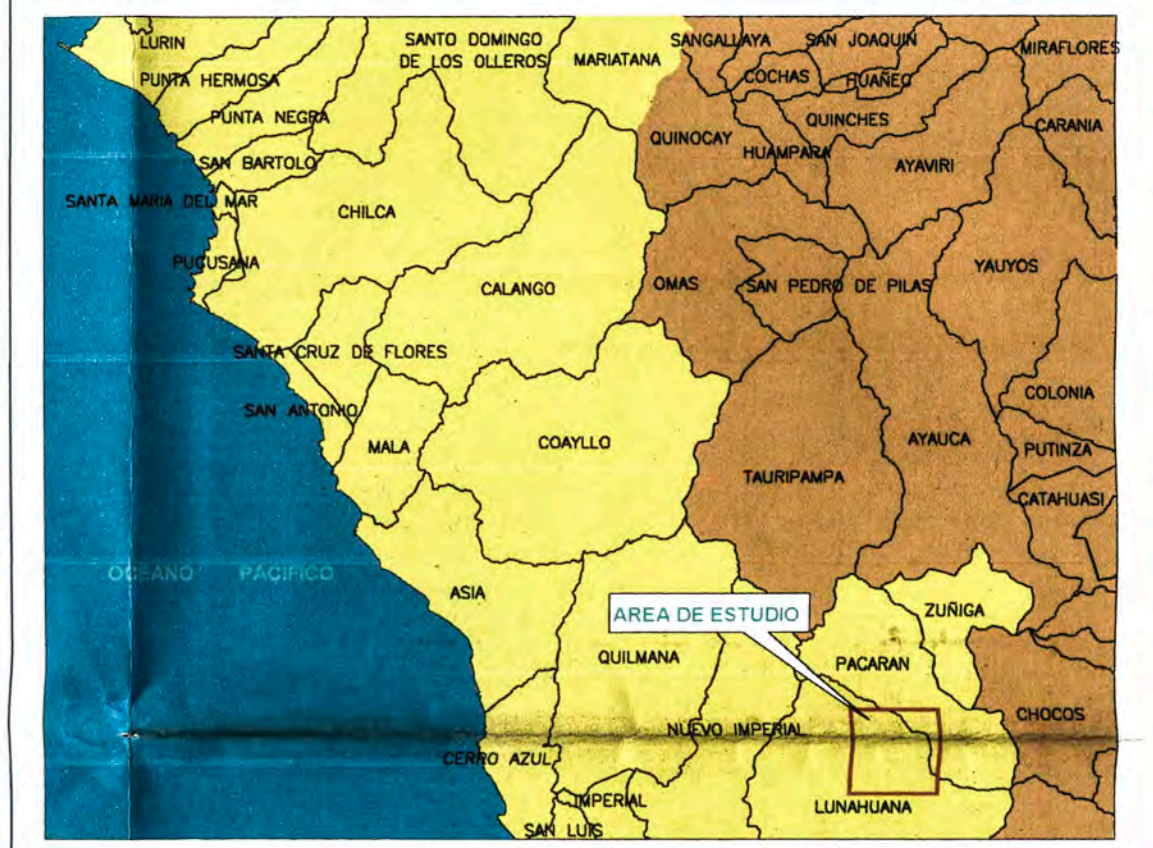 LURIN
SANTO DOMINGO
DE LOS OLLEROS
MARIATANA
SANGALLAYA
SAN JOAQUIN
MIRAFLORES
PUNTA HERMOSA
COCHAS
HUAÑEC
PUNTA NEGRA
QUINCHES
CARANIA
QUINOCAY
HUAMPARA
SAN BARTOLO
AYAVIRI
SANTA MARIA DEL MAR
CHILCA
PUCUSANA
YAUYOS
CALANGO
OMAS
SAN PEDRO DE PILAS
SANTA CRUZ DE FLORES
COLONIA
SAN ANTONIO
MALA
COAYLLO
AYAUCA
PUTINZA
TAURIPAMPA
CATAHUASI
OCEANO PACIFICO
ASIA
AREA DE ESTUDIO
ZUÑIGA
QUILMANA
PACARAN
CHOCOS
NUEVO IMPERIAL
CERRO AZUL
IMPERIAL
LUNAHUANA
SAN LUIS